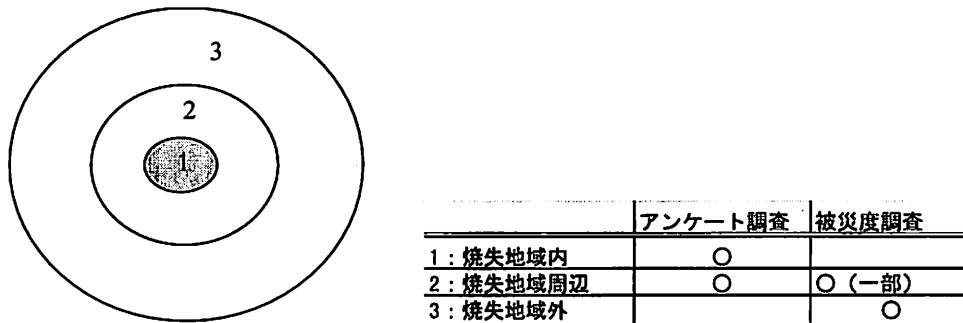 3
2
1
アンケート調査 被災度調査
1：焼失地域内 ○
2：焼失地域周辺 ○ ○（一部）
3：焼失地域外 ○